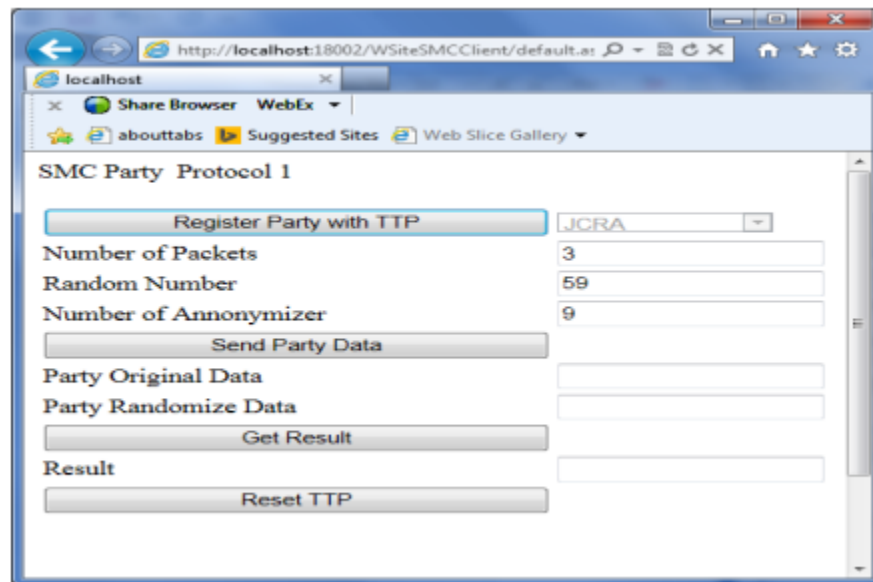 http://localhost:18002/WSiteSMCClient/default.as
localhost
Share Browser WebEx
abouttabs Suggested Sites Web Slice Gallery
SMC Party Protocol 1
Register Party with TTP JCRA
Number of Packets 3
Random Number 59
Number of Annonymizer 9
Send Party Data
Party Original Data
Party Randomize Data
Get Result
Result
Reset TTP